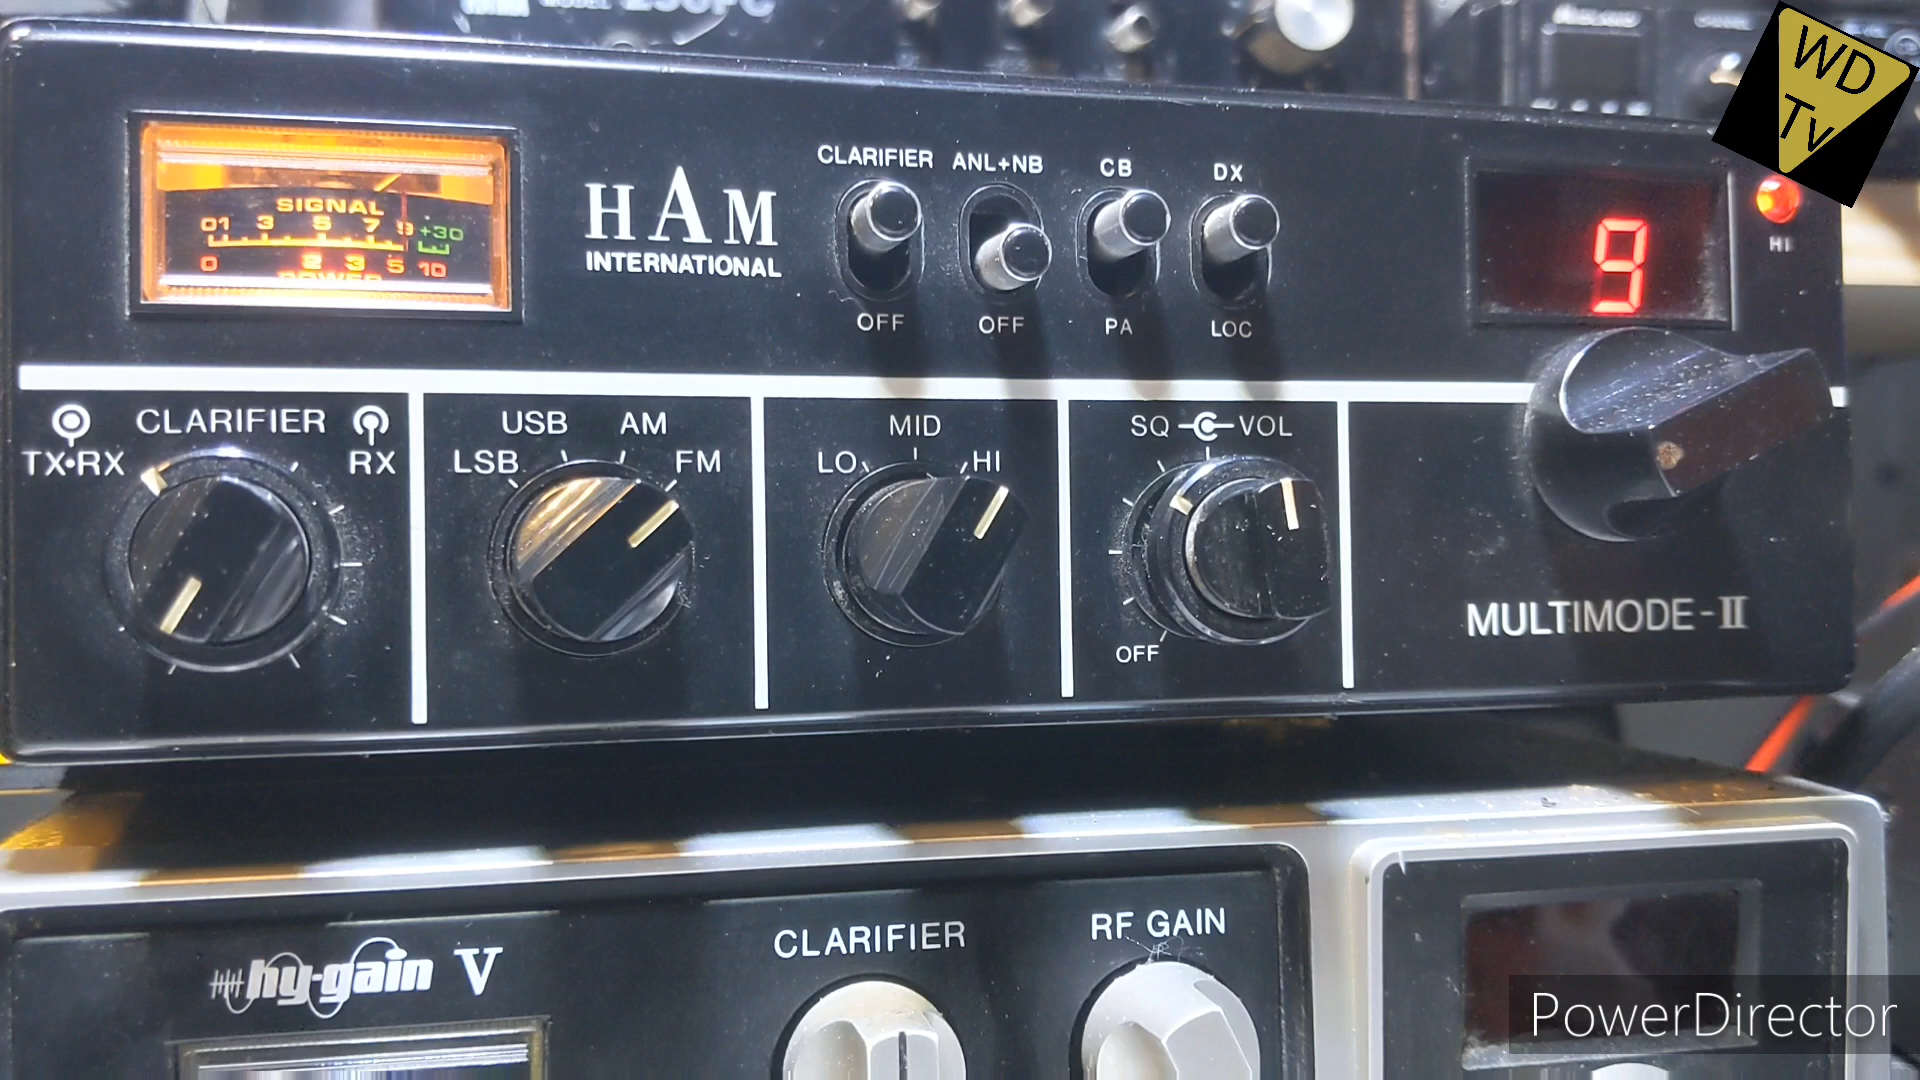 250PC
WD
TV
SIGNAL
01 3 5 7 9 +30
0 2 3 5 10
POWER
HAM
INTERNATIONAL
CLARIFIER ANL+NB CB DX
OFF OFF PA LOC
9
HI
TX•RX CLARIFIER RX
LSB USB AM FM
LO MID HI
SQ VOL
OFF
MULTIMODE-II
hy-gain V
CLARIFIER
RF GAIN
PowerDirector